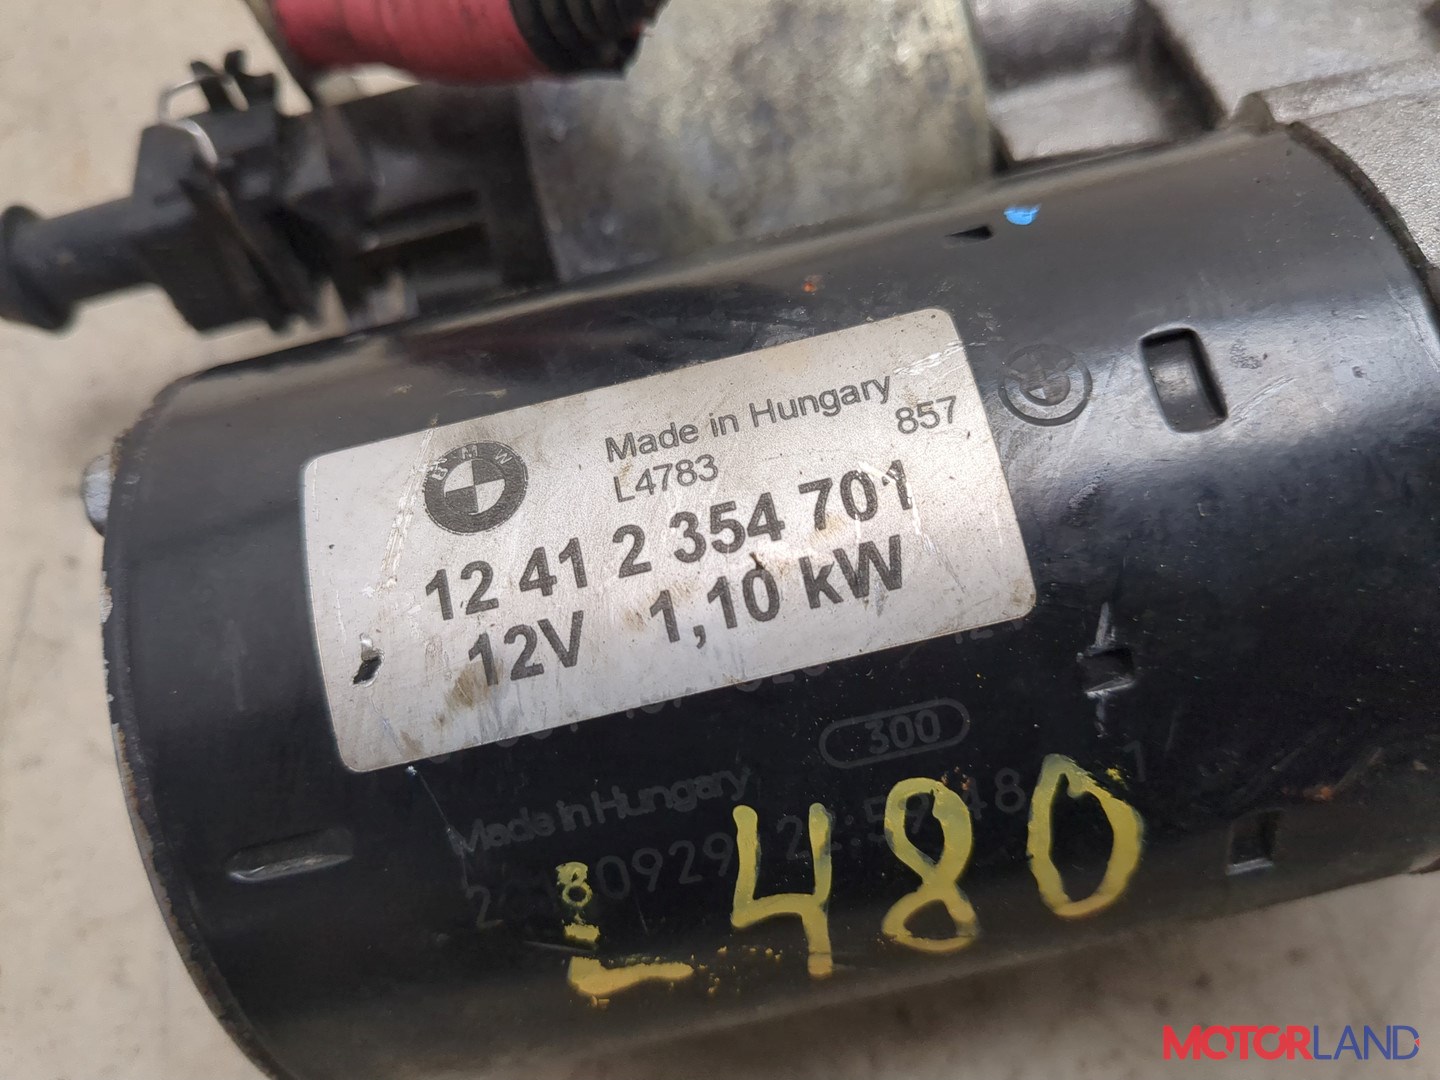 BMW
Made in Hungary
L4783
857
12 41 2 354 701
12V 1,10 kW
300
Made in Hungary
L 480
MOTORLAND